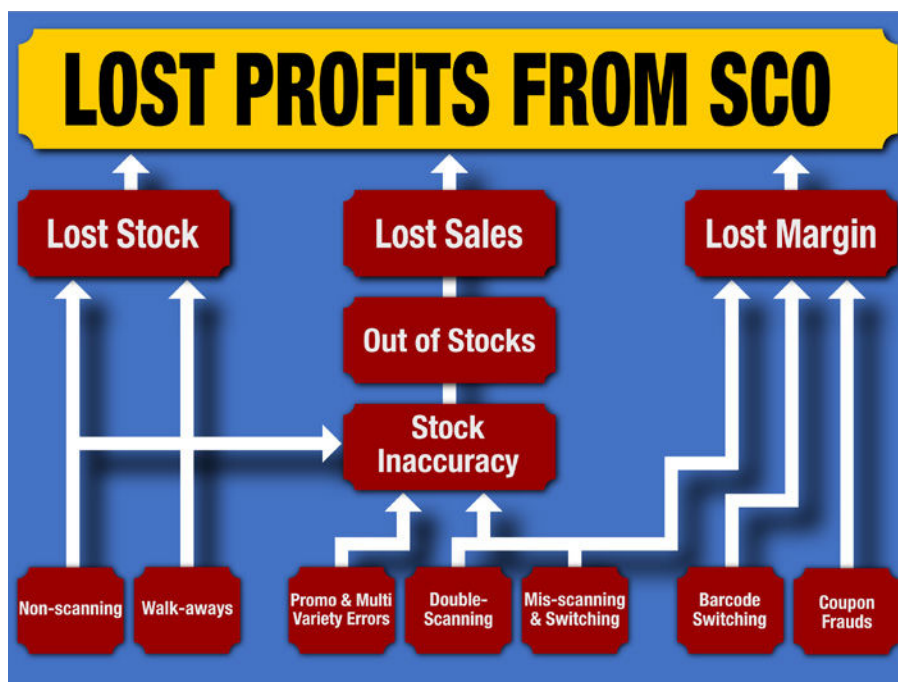 LOST PROFITS FROM SCO
Lost Stock
Lost Sales
Lost Margin
Out of Stocks
Stock
Inaccuracy
Non-scanning
Walk-aways
Promo & Multi
Variety Errors
Double-
Scanning
Mis-scanning
& Switching
Barcode
Switching
Coupon
Frauds